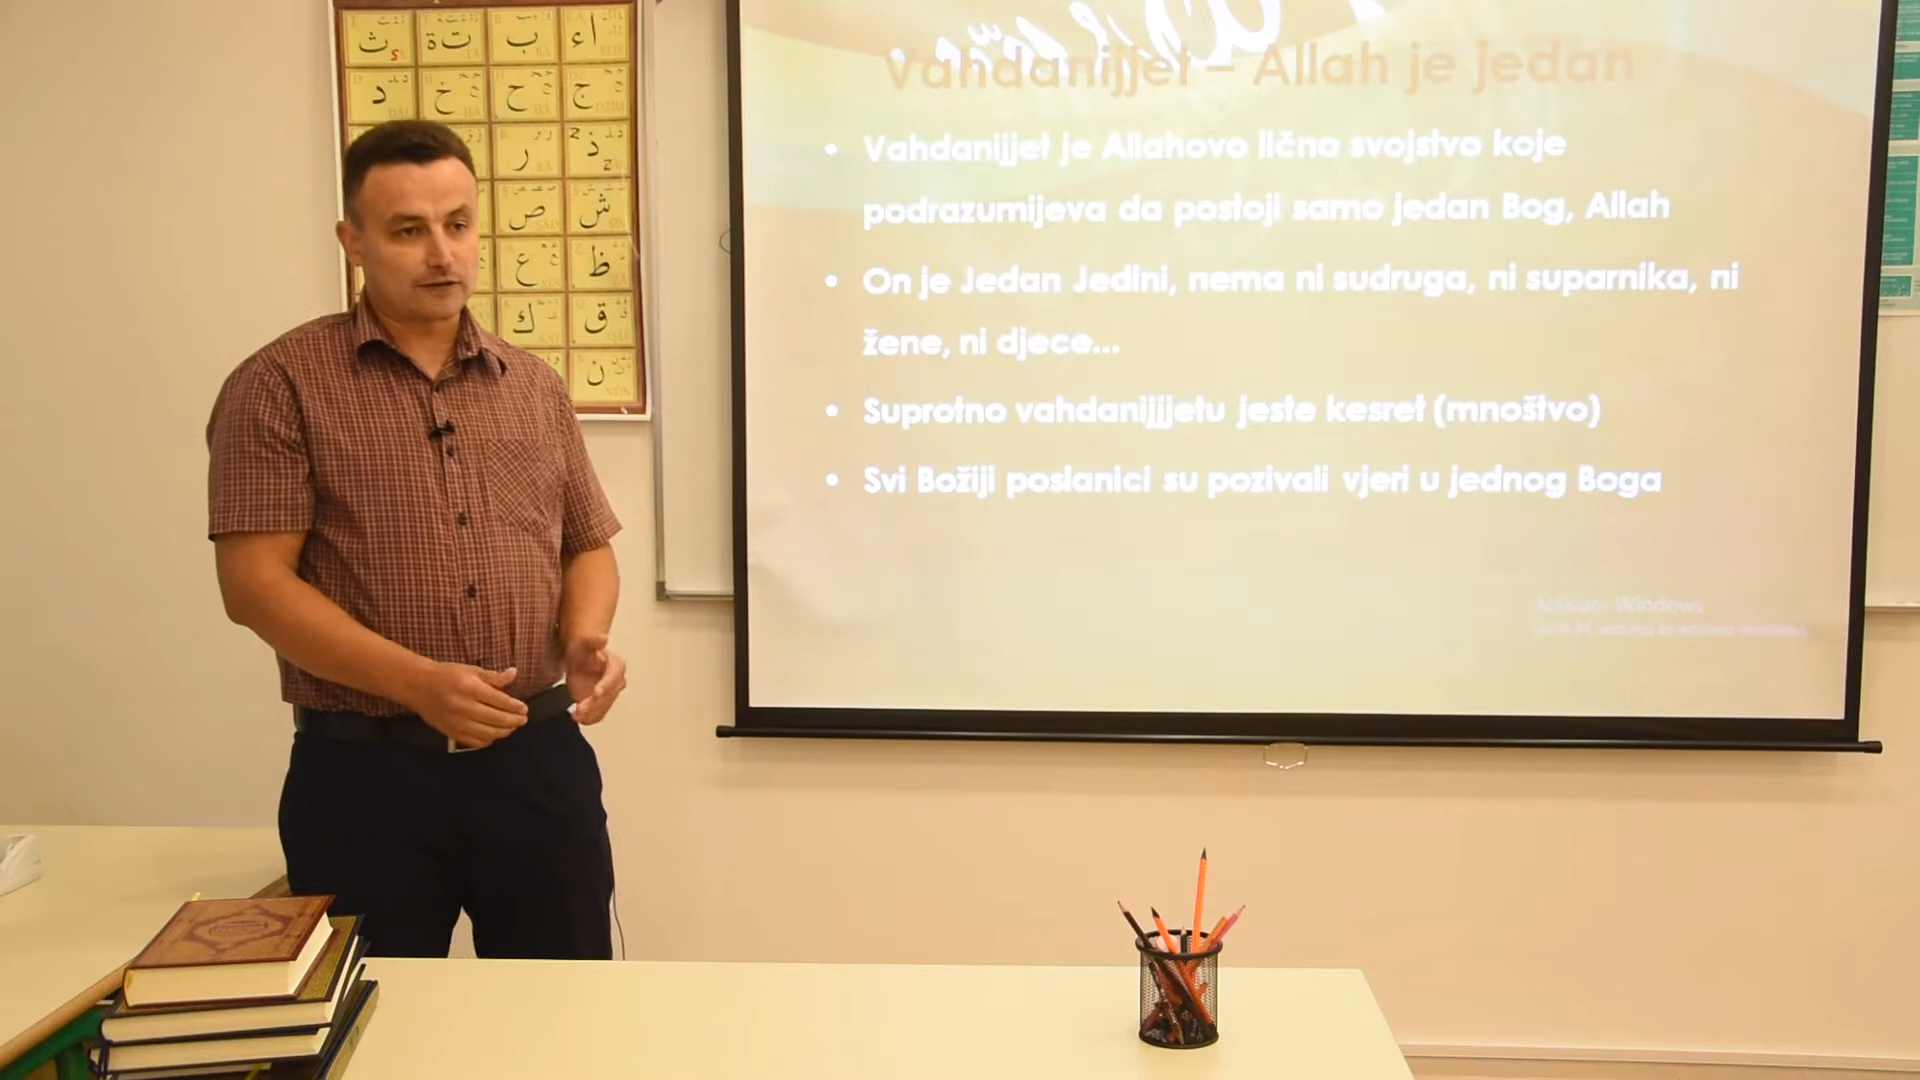 Vahdanijjet – Allah je jedan
• Vahdanijjet je Allahovo lično svojstvo koje
podrazumijeva da postoji samo jedan Bog, Allah
• On je Jedan Jedini, nema ni sudruga, ni suparnika, ni
žene, ni djece...
• Suprotno vahdanijjjetu jeste kesret (mnoštvo)
• Svi Božiji poslanici su pozivali vjeri u jednog Boga
Activate Windows
ث ت ة ب ا ء
د خ ح ج
ر ذ
ص ش
ع ظ
ك ق
ن